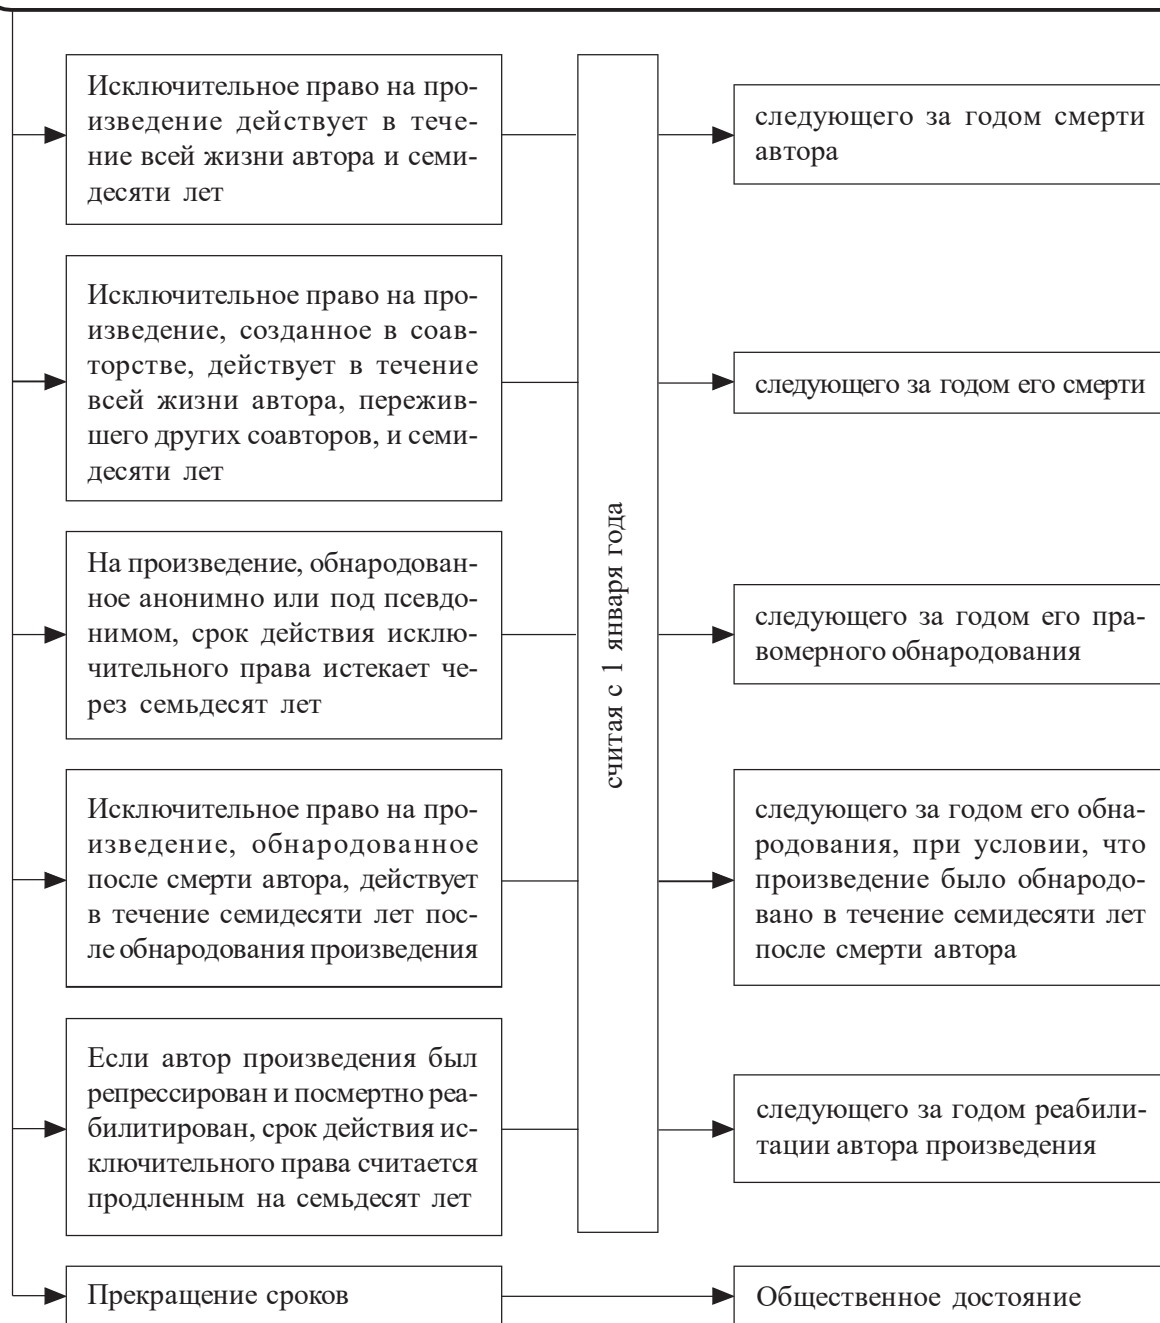 Исключительное право на про-
изведение действует в тече-
ние всей жизни автора и семи-
десяти лет
следующего за годом смерти
автора
Исключительное право на про-
изведение, созданное в соав-
торстве, действует в течение
всей жизни автора, пережив-
шего других соавторов, и семи-
десяти лет
следующего за годом его смерти
считая с 1 января года
На произведение, обнародован-
ное анонимно или под псевдо-
нимом, срок действия исклю-
чительного права истекает че-
рез семьдесят лет
следующего за годом его пра-
вомерного обнародования
Исключительное право на про-
изведение, обнародованное
после смерти автора, действует
в течение семидесяти лет пос-
ле обнародования произведения
следующего за годом его обна-
родования, при условии, что
произведение было обнародо-
вано в течение семидесяти лет
после смерти автора
Если автор произведения был
репрессирован и посмертно реа-
билитирован, срок действия ис-
ключительного права считается
продленным на семьдесят лет
следующего за годом реабили-
тации автора произведения
Прекращение сроков
Общественное достояние